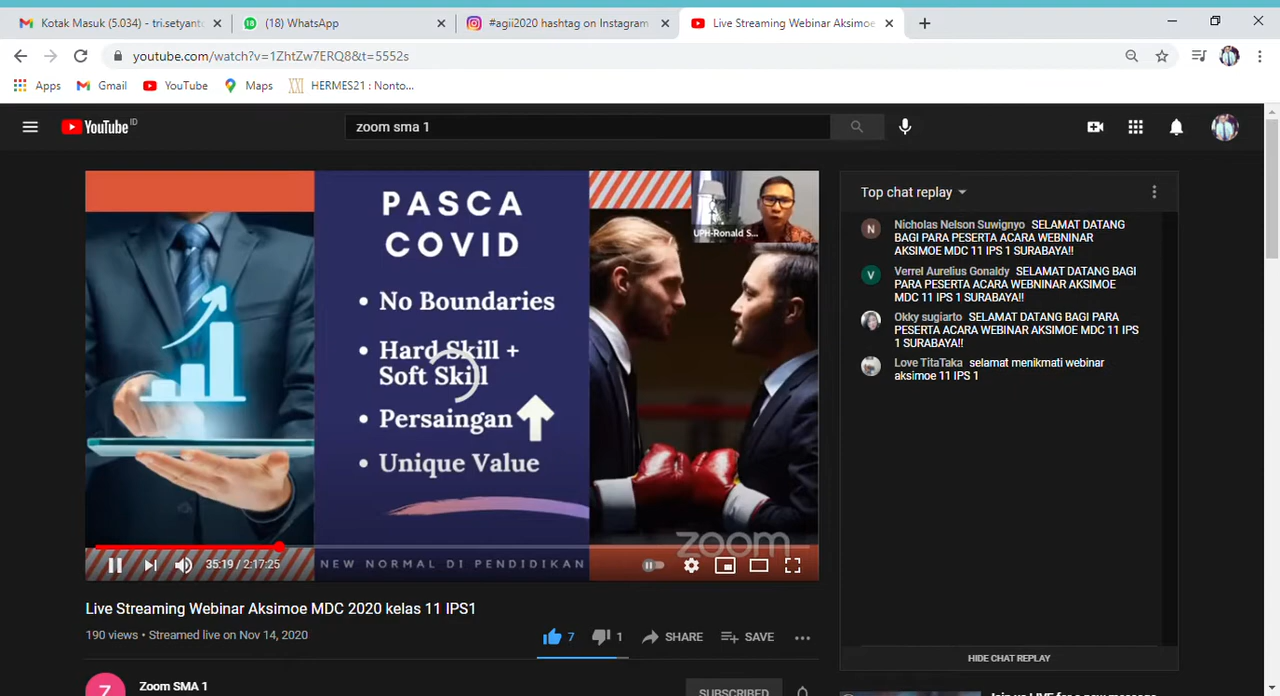 Kotak Masuk (5.034) - tri.setyant
(18) WhatsApp
#agii2020 hashtag on Instagram
Live Streaming Webinar Aksimoe
youtube.com/watch?v=1ZhtZw7ERQ8&t=5552s
Apps
Gmail
YouTube
Maps
HERMES21 : Nonto...
YouTube ID
zoom sma 1
PASCA
COVID
• No Boundaries
• Hard Skill +
Soft Skill
• Persaingan
• Unique Value
NEW NORMAL DI PENDIDIKAN
UPH-Ronald S...
zoom
35:19 / 2:17:25
Top chat replay
N
Nicholas Nelson Suwignyo SELAMAT DATANG
BAGI PARA PESERTA ACARA WEBNINAR
AKSIMOE MDC 11 IPS 1 SURABAYA!!
V
Verrel Aurelius Gonaldy SELAMAT DATANG BAGI
PARA PESERTA ACARA WEBINAR AKSIMOE
MDC 11 IPS 1 SURABAYA!!
Okky sugiarto SELAMAT DATANG BAGI PARA
PESERTA ACARA WEBINAR AKSIMOE MDC 11 IPS
1 SURABAYA!!
Love TitaTaka selamat menikmati webinar
aksimoe 11 IPS 1
HIDE CHAT REPLAY
Live Streaming Webinar Aksimoe MDC 2020 kelas 11 IPS1
190 views • Streamed live on Nov 14, 2020
7
1
SHARE
SAVE
Z
Zoom SMA 1
SUBSCRIBED